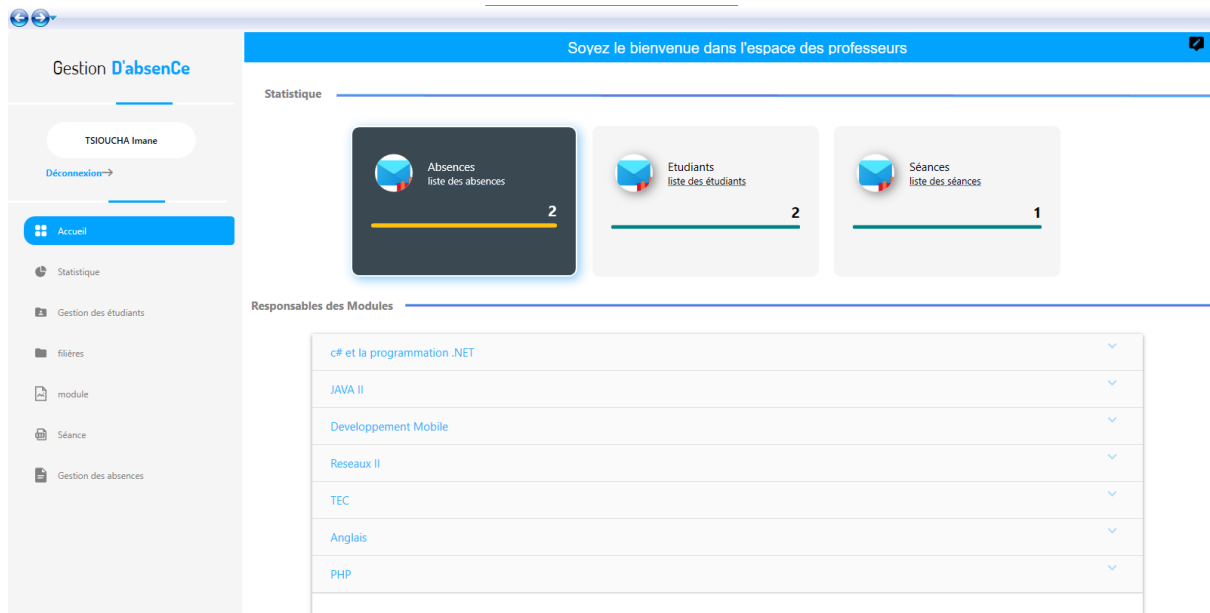 Soyez le bienvenue dans l'espace des professeurs
Gestion D'absenCe
TSIOUCHA Imane
Déconnexion
Accueil
Statistique
Gestion des étudiants
filières
module
Séance
Gestion des absences
Statistique
Absences
liste des absences
2
Etudiants
liste des étudiants
2
Séances
liste des séances
1
Responsables des Modules
c# et la programmation .NET
JAVA II
Developpement Mobile
Reseaux II
TEC
Anglais
PHP